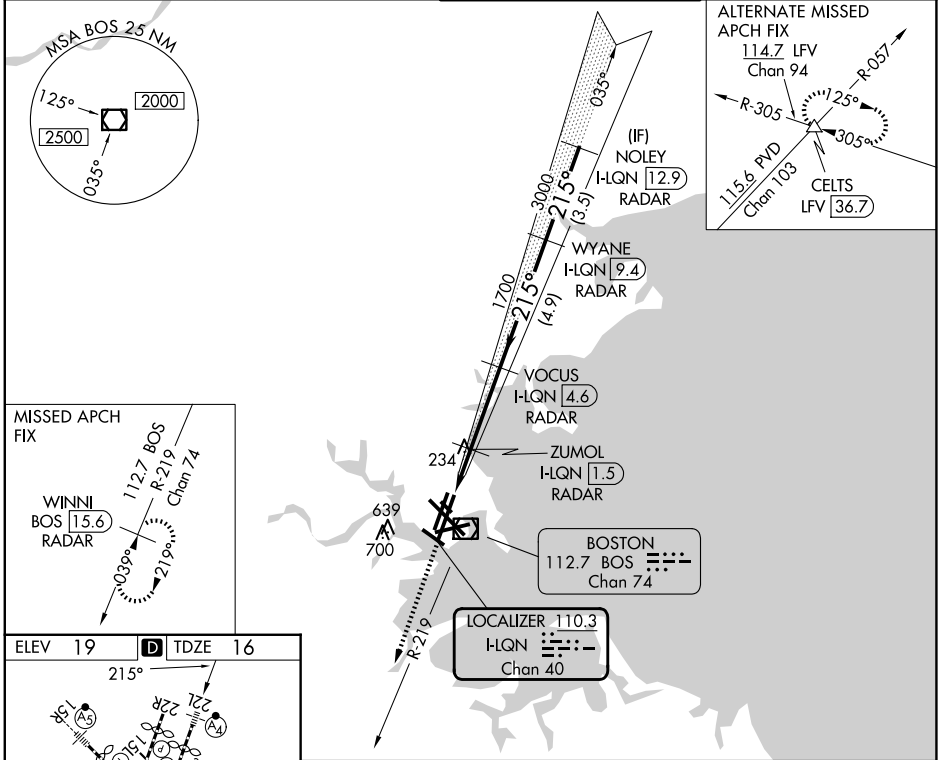 MSA BOS 25 NM
125°
2000
2500
035°
ALTERNATE MISSED
APCH FIX
114.7 LFV
Chan 94
R-057
R-305
125°
305°
115.6 PVD
Chan 103
CELTS
LFV 36.7
035°
(IF)
NOLEY
I-LQN 12.9
RADAR
3000
215°
(3.5)
WYANE
I-LQN 9.4
RADAR
1700
215°
(4.9)
VOCUS
I-LQN 4.6
RADAR
234
ZUMOL
I-LQN 1.5
RADAR
639
700
BOSTON
112.7 BOS
Chan 74
LOCALIZER 110.3
I-LQN
Chan 40
R-219
MISSED APCH
FIX
112.7 BOS
R-219
Chan 74
WINNI
BOS 15.6
RADAR
039°
219°
ELEV 19 D TDZE 16
215°
15R
A5
15L
22R
P
22L
A4